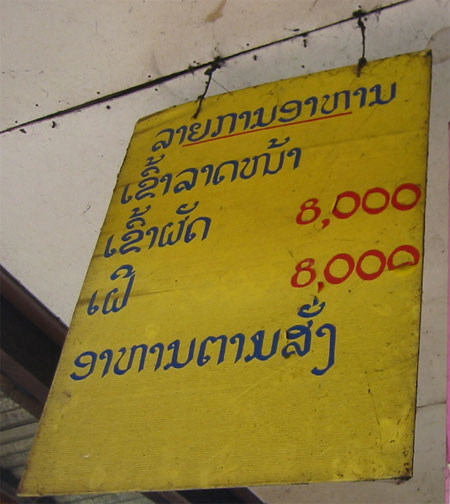 ລາຍການອາຫານ
ເຂົ້າລາດໜ້າ
ເຂົ້າຜັດ 8,000
ເຝີ 8,000
ອາຫານຕາມສັ່ງ